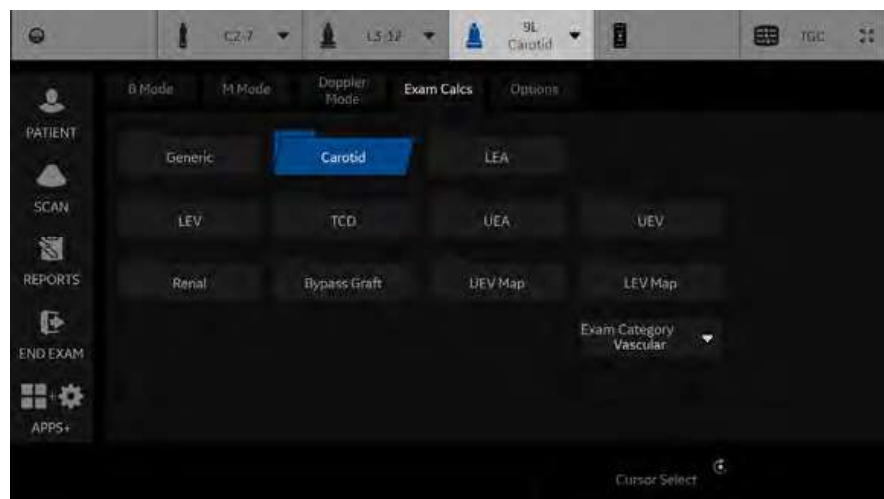 C2-7
L3-12
9L
Carotid
TGC
B Mode
M Mode
Doppler
Mode
Exam Calcs
Options
PATIENT
Generic
Carotid
LEA
SCAN
LEV
TCD
UEA
UEV
REPORTS
Renal
Bypass Graft
UEV Map
LEV Map
END EXAM
Exam Category
Vascular
APPS+
Cursor Select